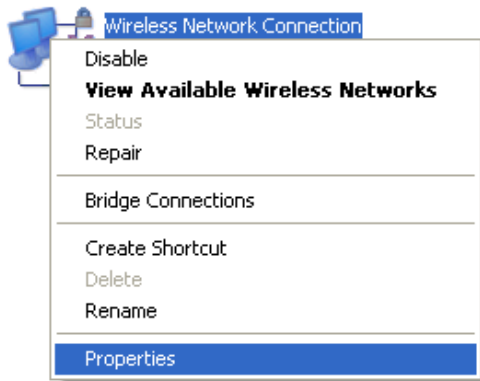 Wireless Network Connection
Disable
View Available Wireless Networks
Status
Repair
Bridge Connections
Create Shortcut
Delete
Rename
Properties